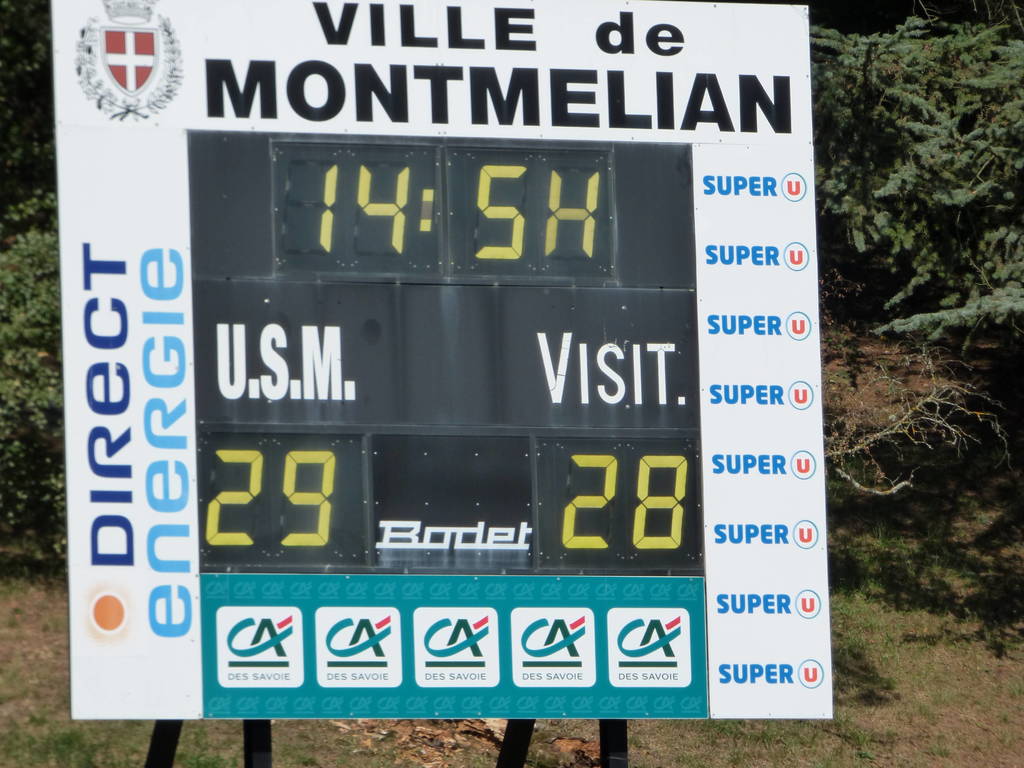 VILLE de
MONTMELIAN
14:5H
U.S.M. VISIT.
29 28
Bodet
DIRECT
energie
SUPER U
SUPER U
SUPER U
SUPER U
SUPER U
SUPER U
SUPER U
SUPER U
CA CA CA CA CA
DES SAVOIE DES SAVOIE DES SAVOIE DES SAVOIE DES SAVOIE